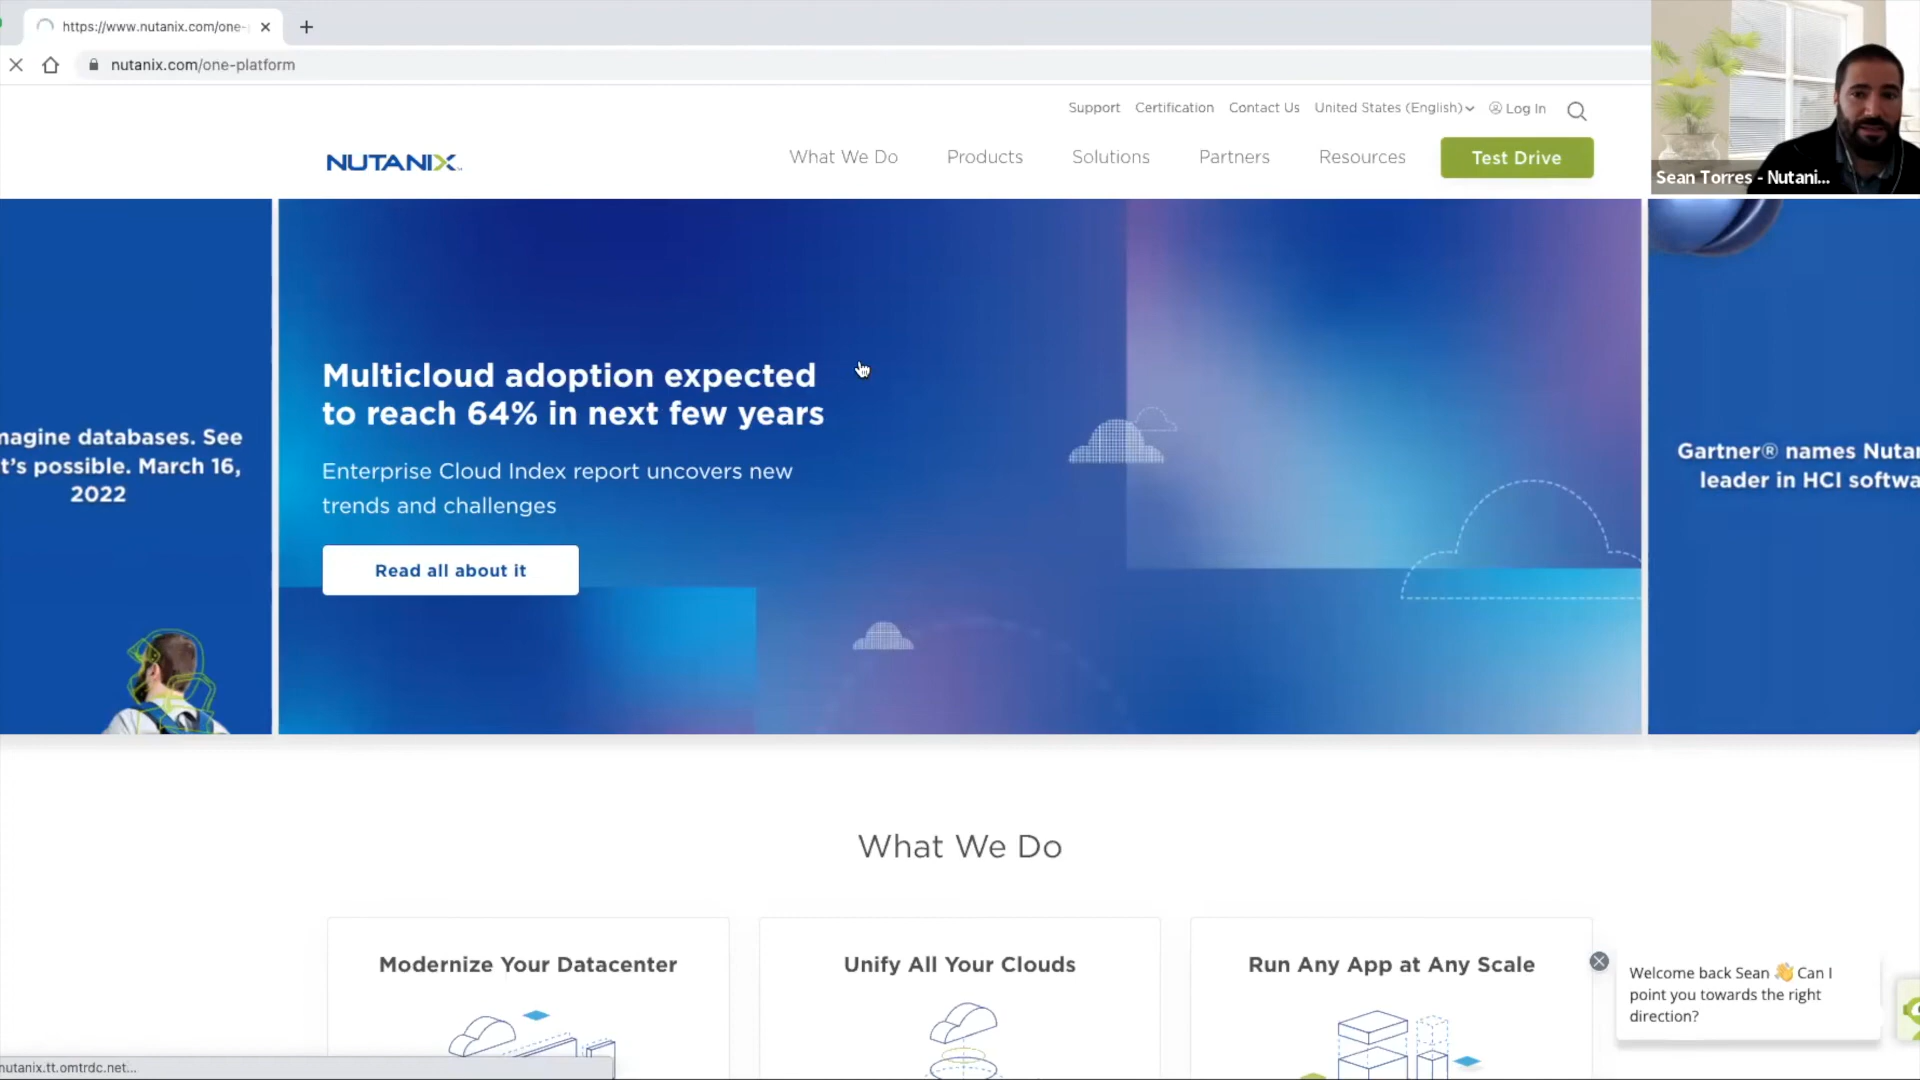 https://www.nutanix.com/one-
nutanix.com/one-platform
Support Certification Contact Us United States (English) Log In
NUTANIX
What We Do Products Solutions Partners Resources Test Drive
Sean Torres - Nutani...
magine databases. See
t's possible. March 16,
2022
Multicloud adoption expected
to reach 64% in next few years
Enterprise Cloud Index report uncovers new
trends and challenges
Read all about it
Gartner® names Nutan
leader in HCI softwa
What We Do
Modernize Your Datacenter
Unify All Your Clouds
Run Any App at Any Scale
Welcome back Sean 👋 Can I
point you towards the right
direction?
nutanix.tt.omtrdc.net...